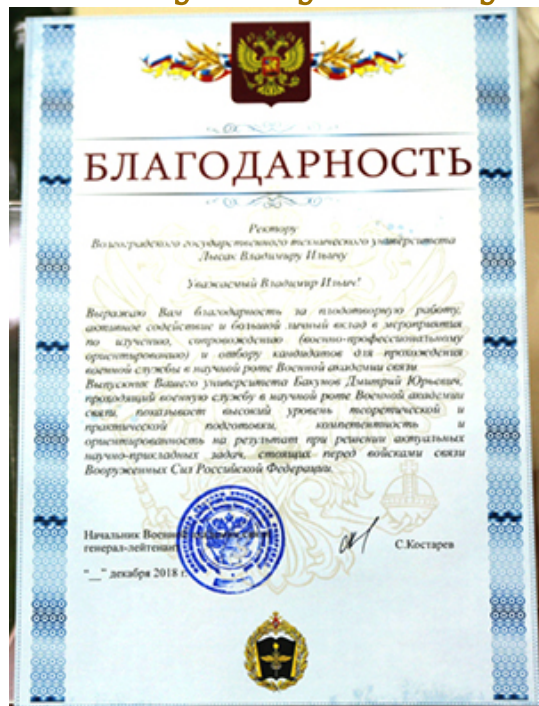 БЛАГОДАРНОСТЬ
Ректору
Волгоградского государственного технического университета
Лысак Владимиру Ильичу
Уважаемый Владимир Ильич!
Выражаю Вам благодарность за плодотворную работу,
активное содействие и большой личный вклад в мероприятия
по изучению, сопровождению (военно-профессиональному
ориентированию) и отбору кандидатов для прохождения
военной службы в научной роте Военной академии связи.
Выпускник Вашего университета Бакунов Дмитрий Юрьевич,
проходящий военную службу в научной роте Военной академии
связи, показывает высокий уровень теоретической и
практической подготовки, компетентность и
ориентированность на результат при решении актуальных
научно-прикладных задач, стоящих перед войсками связи
Вооруженных Сил Российской Федерации.
Начальник Военной
генерал-лейтенант С.Костарев
"__" декабря 2018 г.